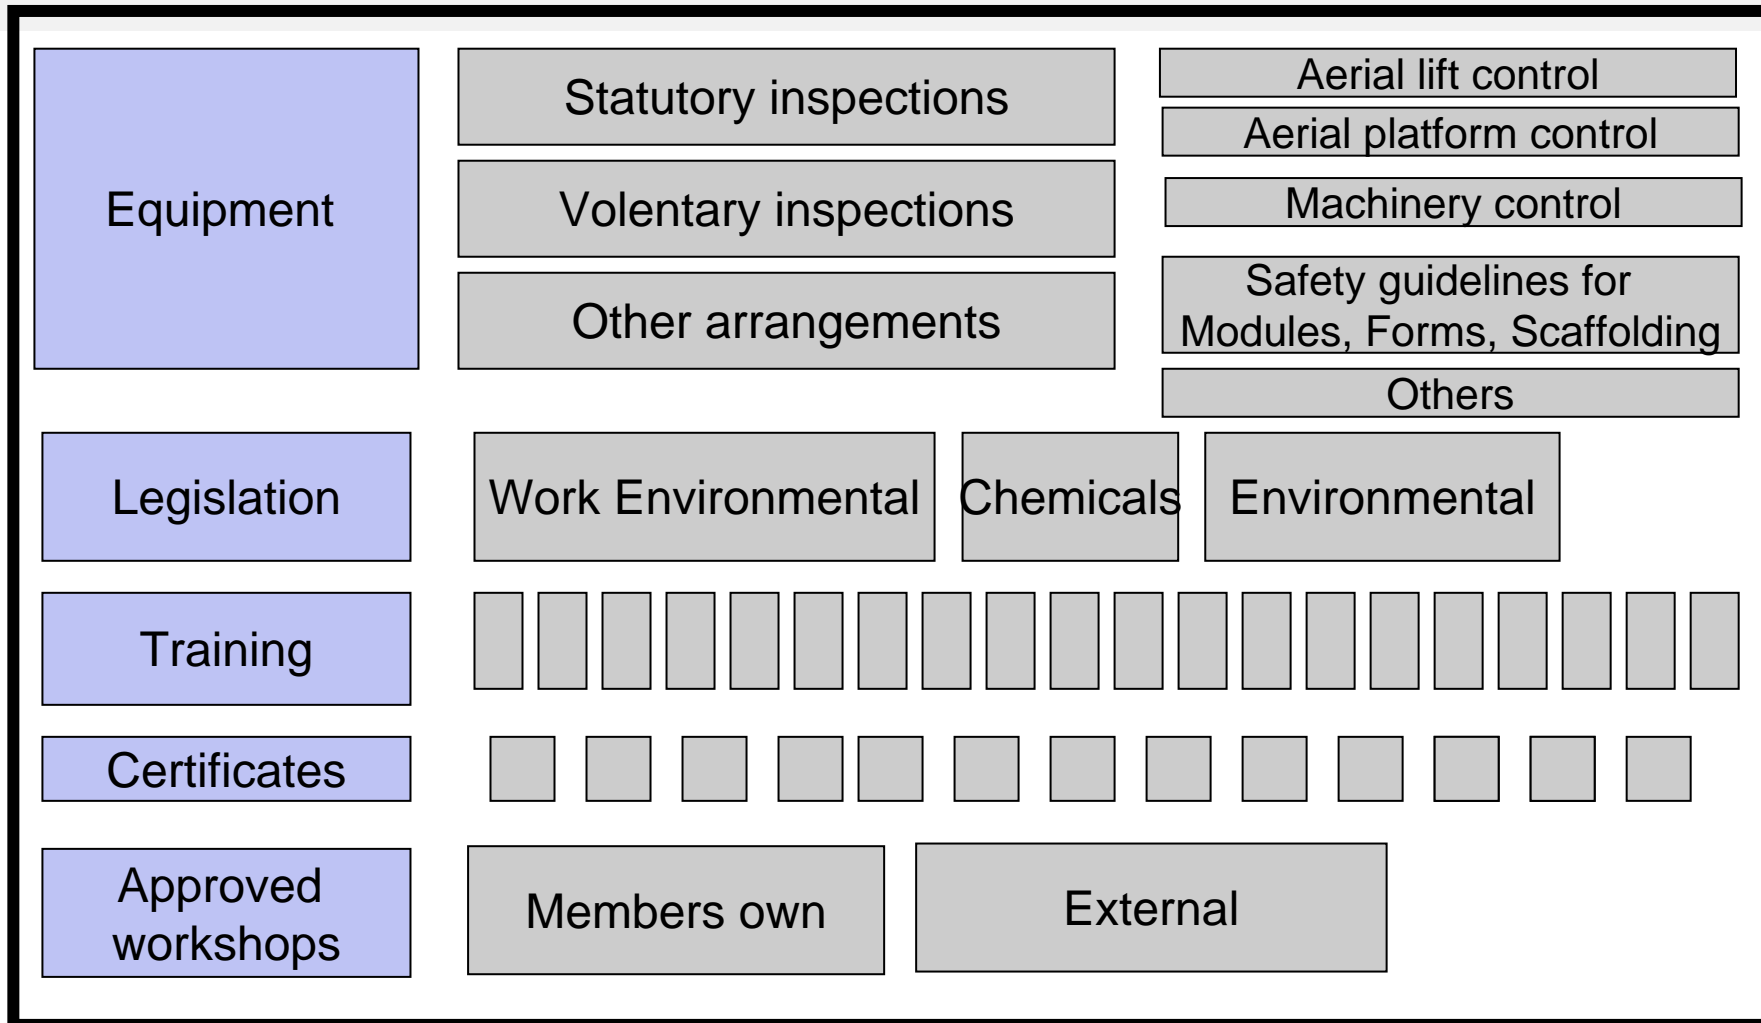 Equipment
Statutory inspections
Volentary inspections
Other arrangements
Aerial lift control
Aerial platform control
Machinery control
Safety guidelines for
Modules, Forms, Scaffolding
Others
Legislation
Work Environmental
Chemicals
Environmental
Training
Certificates
Approved
workshops
Members own
External